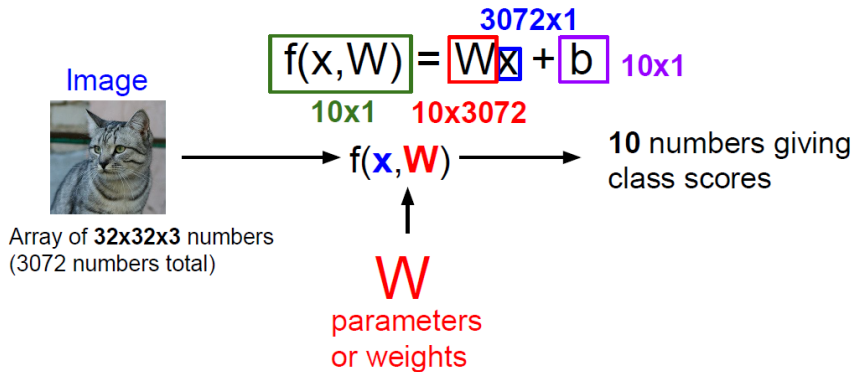 3072x1
f(x,W) = Wx + b
10x1
10x1
10x3072
Image
f(x,W)
10 numbers giving
class scores
Array of 32x32x3 numbers
(3072 numbers total)
W
parameters
or weights